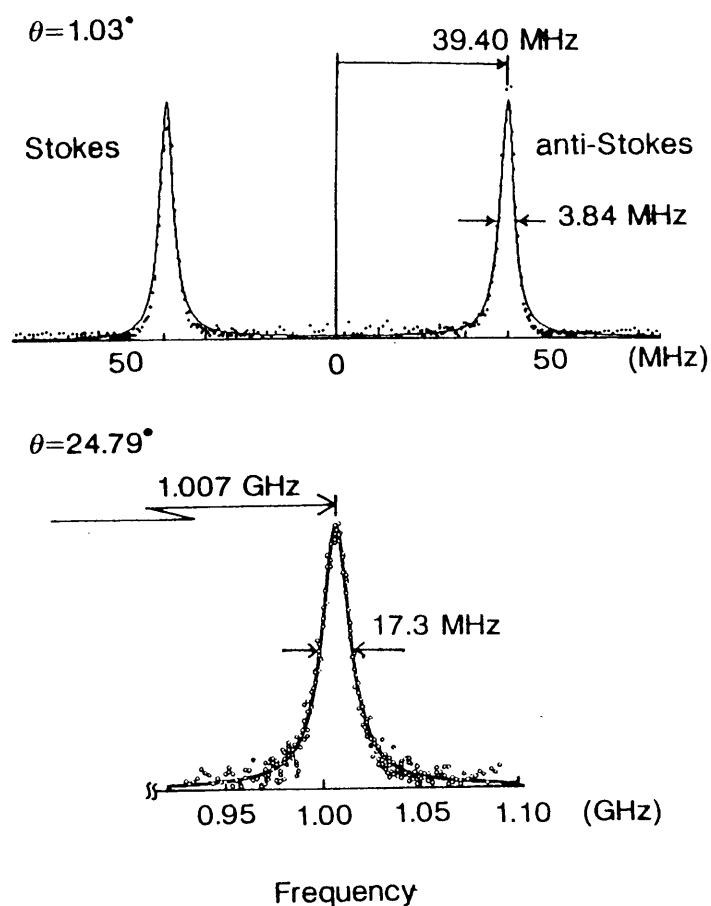 θ=1.03°
39.40 MHz
Stokes
anti-Stokes
3.84 MHz
50 0 50 (MHz)
θ=24.79°
1.007 GHz
17.3 MHz
0.95 1.00 1.05 1.10 (GHz)
Frequency